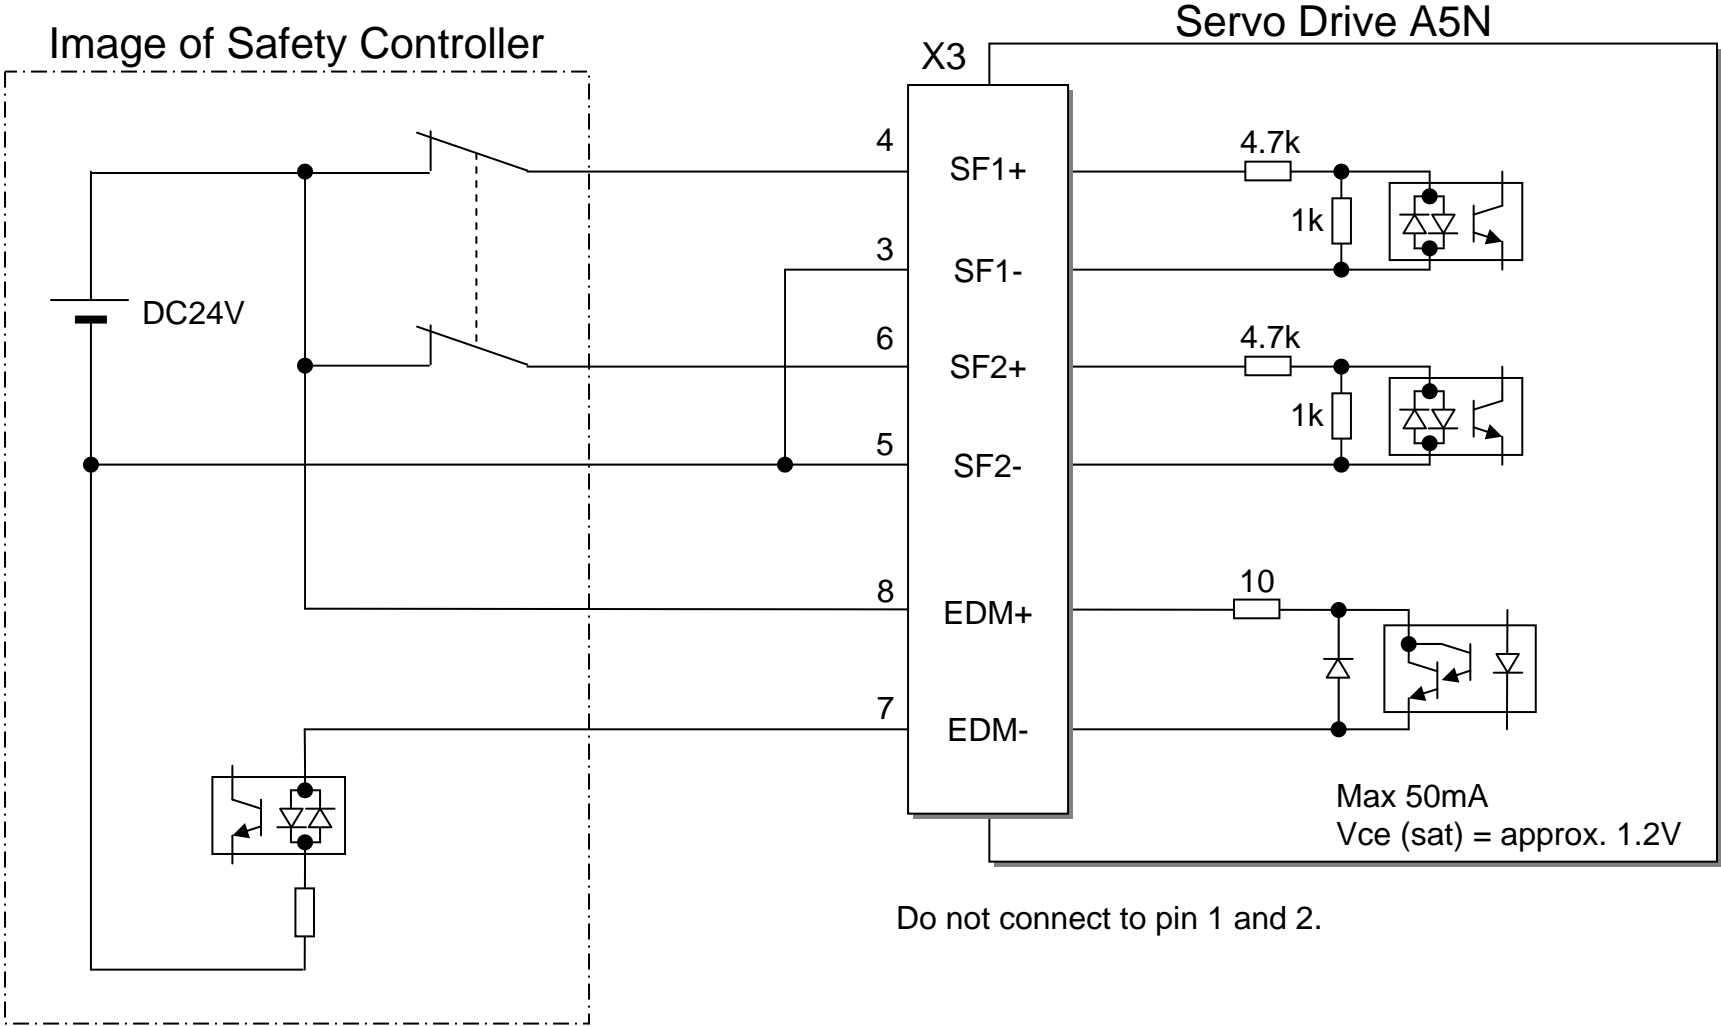 Servo Drive A5N
Image of Safety Controller
X3
4
SF1+
4.7k
1k
3
SF1-
DC24V
6
SF2+
4.7k
1k
5
SF2-
8
EDM+
10
7
EDM-
Max 50mA
Vce (sat) = approx. 1.2V
Do not connect to pin 1 and 2.